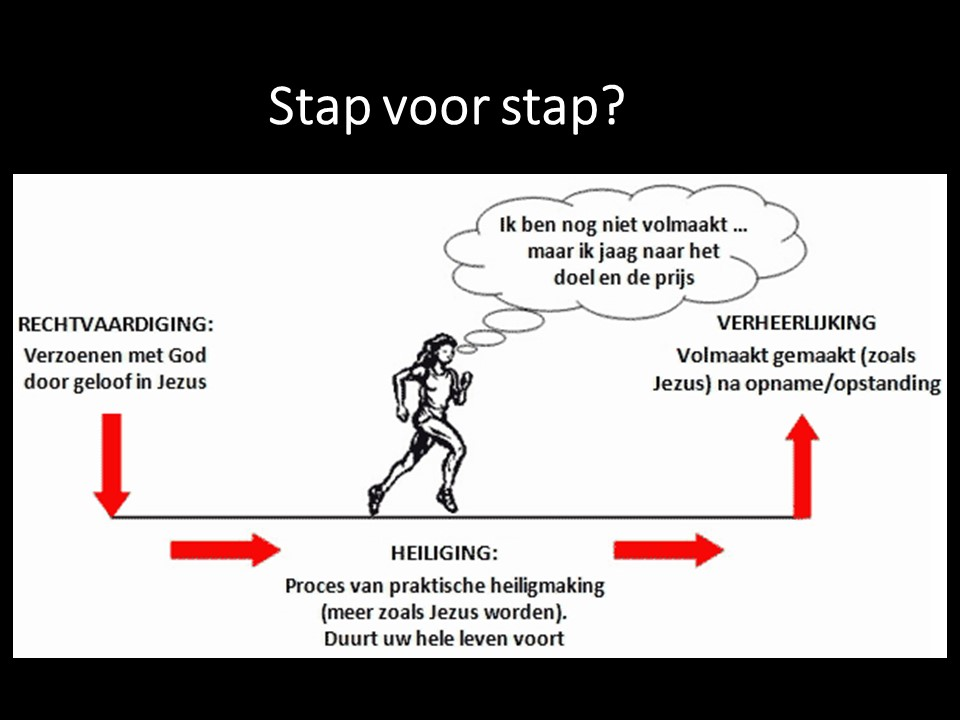 Stap voor stap?
Ik ben nog niet volmaakt ...
maar ik jaag naar het
doel en de prijs
RECHTVAARDIGING:
Verzoenen met God
door geloof in Jezus
VERHEERLIJKING
Volmaakt gemaakt (zoals
Jezus) na opname/opstanding
HEILIGING:
Proces van praktische heiligmaking
(meer zoals Jezus worden).
Duurt uw hele leven voort